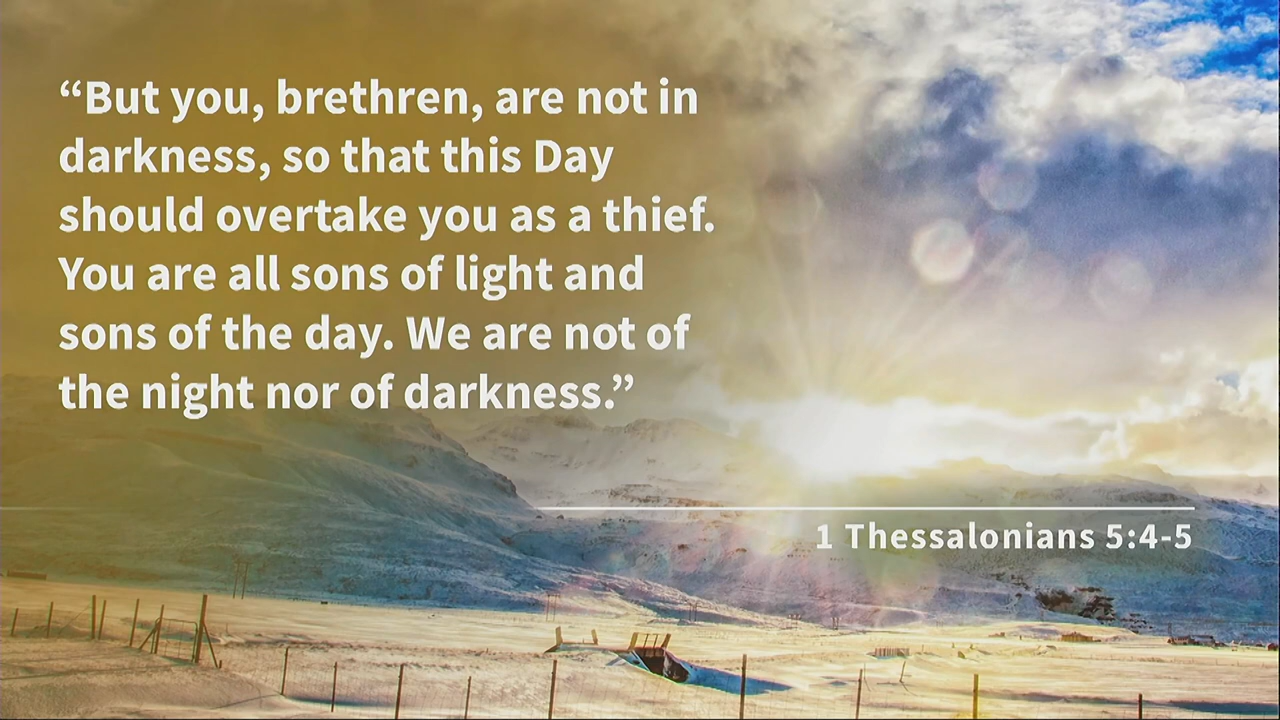 “But you, brethren, are not in
darkness, so that this Day
should overtake you as a thief.
You are all sons of light and
sons of the day. We are not of
the night nor of darkness.”
1 Thessalonians 5:4-5